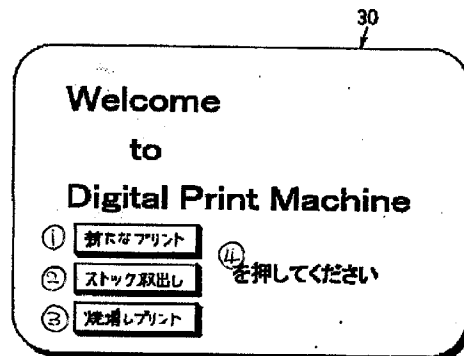 30
Welcome
to
Digital Print Machine
① 新たなプリント
② ストック取出し
④を押してください
③ 焼増しプリント